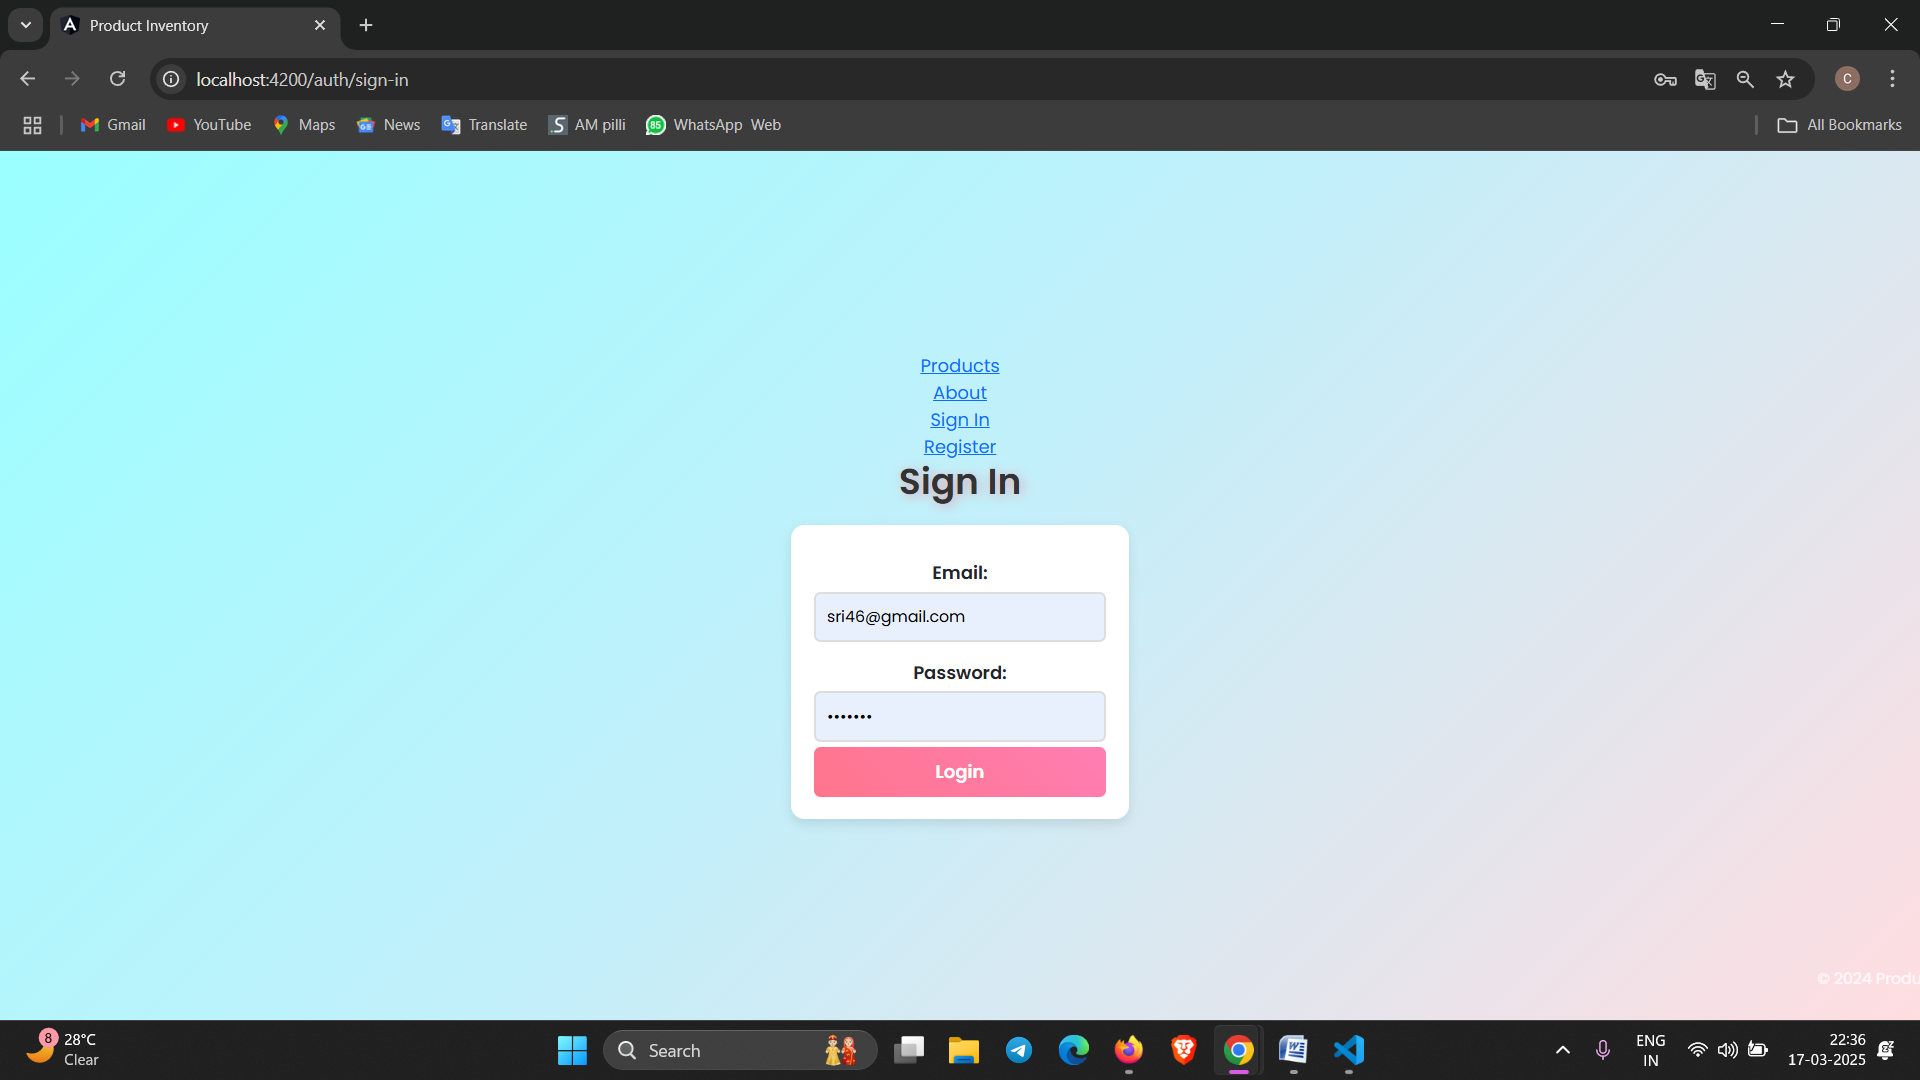 Product Inventory
localhost:4200/auth/sign-in
C
Gmail
YouTube
Maps
News
Translate
AM pilli
85
WhatsApp Web
All Bookmarks
Products
About
Sign In
Register
Sign In
Email:
sri46@gmail.com
Password:
•••••••
Login
© 2024 Produ
8
28°C
Clear
Search
ENG
IN
22:36
17-03-2025